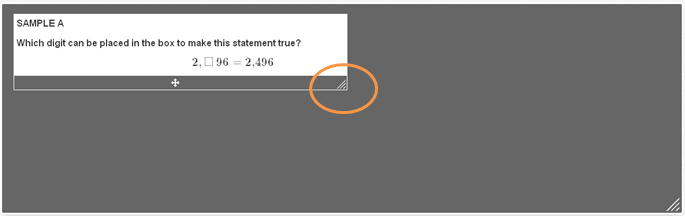 SAMPLE A
Which digit can be placed in the box to make this statement true?
2, □ 96 = 2,496